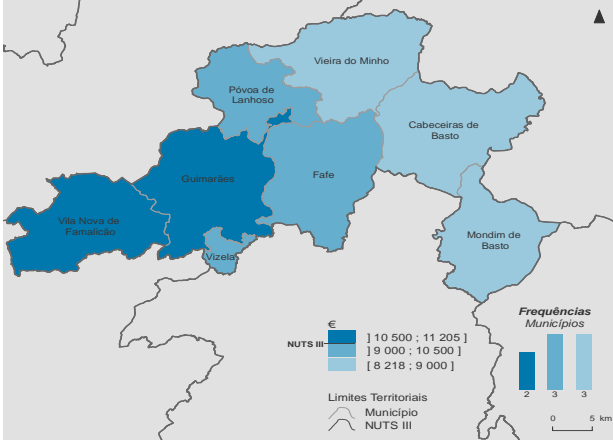 Vieira do Minho
Póvoa de
Lanhoso
Cabeceiras de
Basto
Guimarães
Fafe
Vila Nova de
Famalicão
Mondim de
Basto
Vizela
€
NUTS III
] 10 500 ; 11 205 ]
] 9 000 ; 10 500 ]
[ 8 218 ; 9 000 ]
Limites Territoriais
Município
NUTS III
Frequências
Municípios
2 3 3
0 5 km